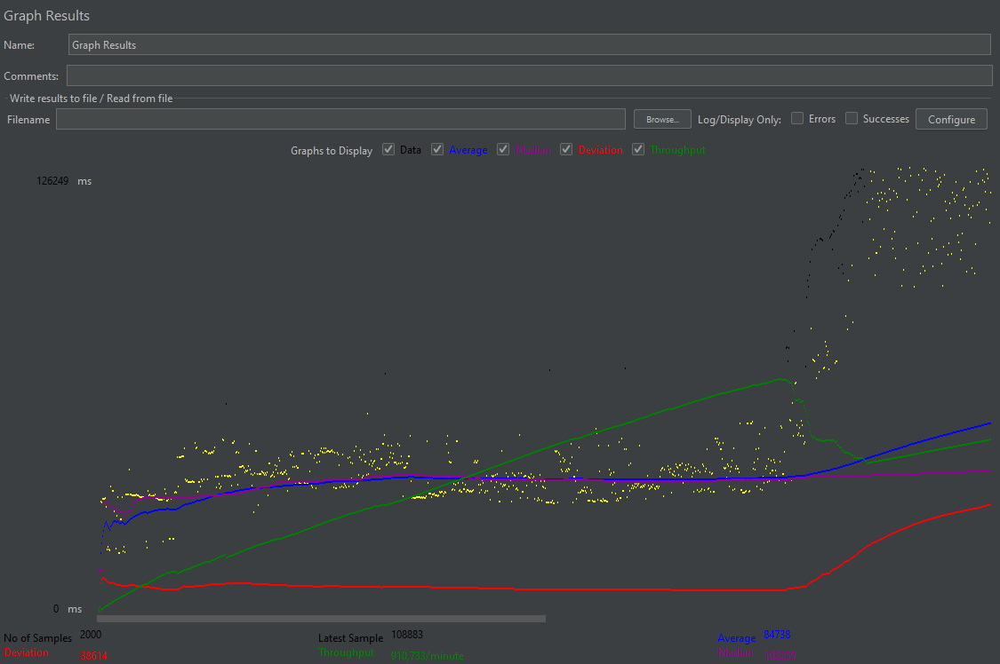 Graph Results
Name: Graph Results
Comments:
Write results to file / Read from file
Filename Browse... Log/Display Only: Errors Successes Configure
Graphs to Display Data Average Median Deviation Throughput
126249 ms
0 ms
No of Samples 2000 Latest Sample 108883 Average 84738
Deviation 38614 Throughput 910.733/minute Median